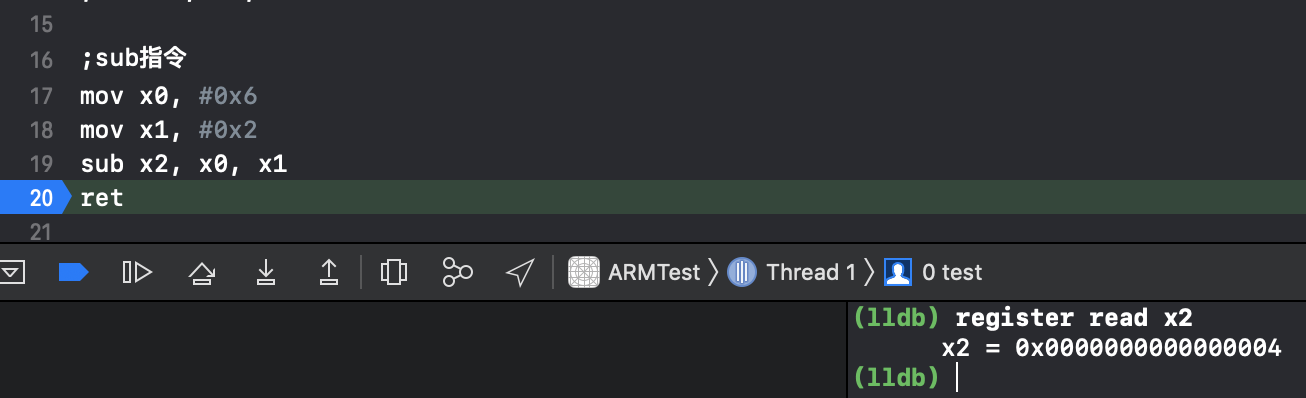 15
16 ;sub指令
17 mov x0, #0x6
18 mov x1, #0x2
19 sub x2, x0, x1
20 ret
21
ARMTest 〉 Thread 1 〉 0 test
(lldb) register read x2
x2 = 0x0000000000000004
(lldb)